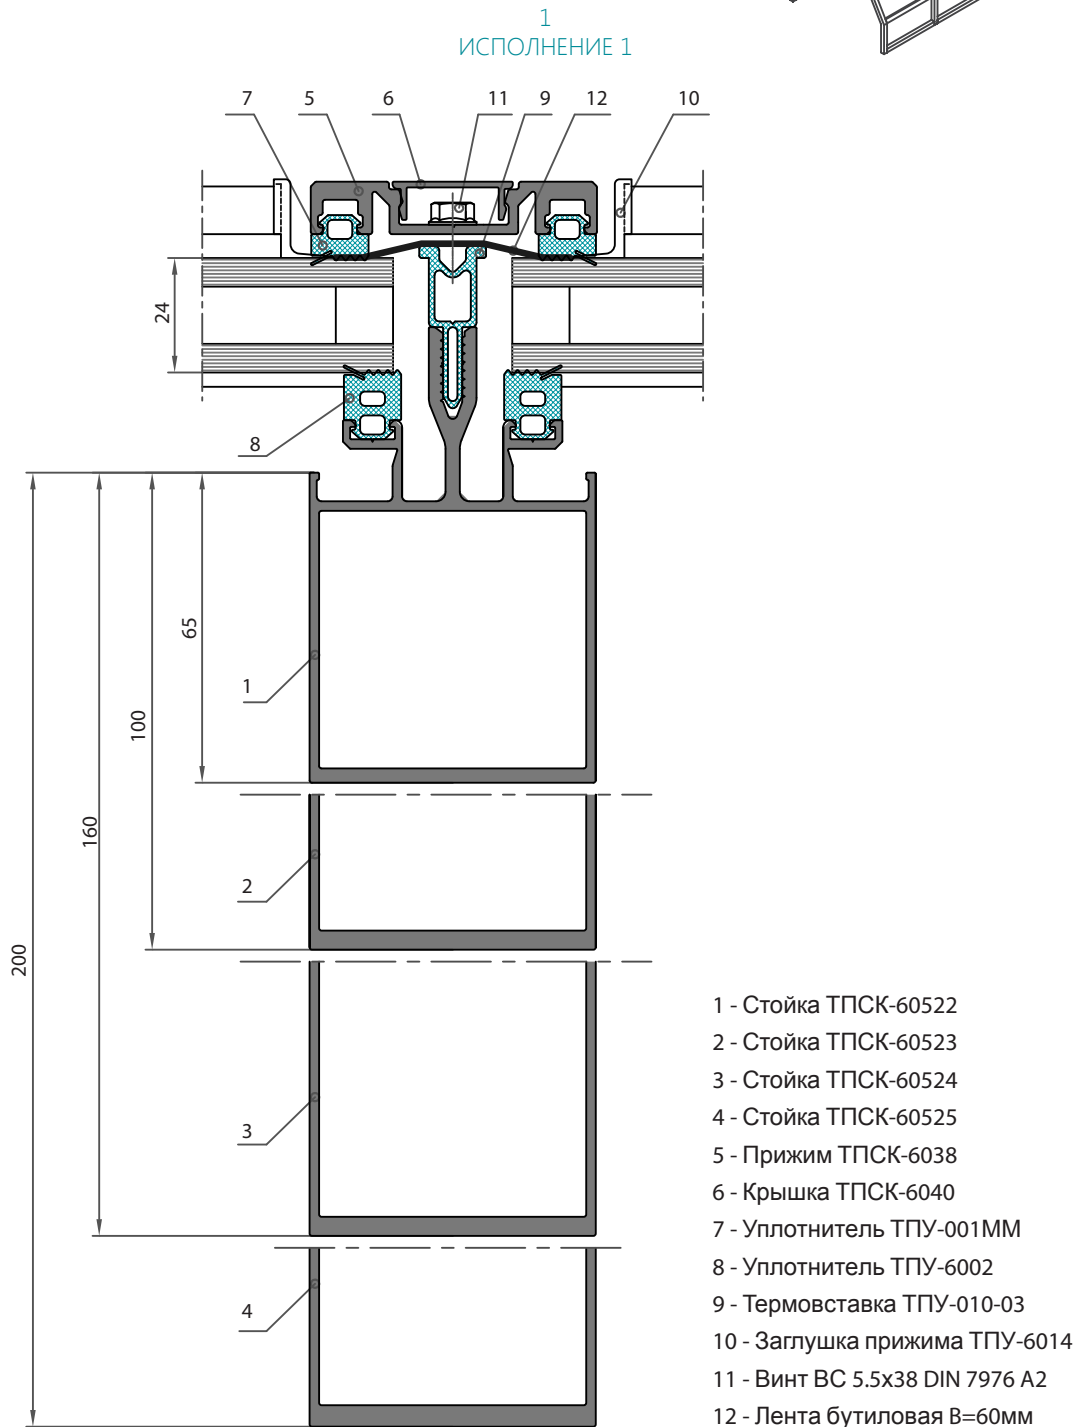 1
ИСПОЛНЕНИЕ 1
7
5
6
11
9
12
10
24
8
65
1
100
160
2
200
3
4
1 - Стойка ТПСК-60522
2 - Стойка ТПСК-60523
3 - Стойка ТПСК-60524
4 - Стойка ТПСК-60525
5 - Прижим ТПСК-6038
6 - Крышка ТПСК-6040
7 - Уплотнитель ТПУ-001ММ
8 - Уплотнитель ТПУ-6002
9 - Термовставка ТПУ-010-03
10 - Заглушка прижима ТПУ-6014
11 - Винт ВС 5.5х38 DIN 7976 А2
12 - Лента бутиловая В=60мм